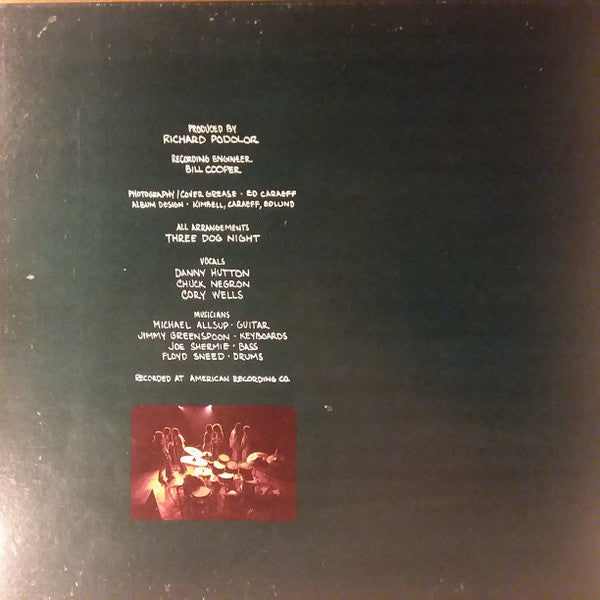 PRODUCED BY
RICHARD PODOLOR
RECORDING ENGINEER
BILL COOPER
PHOTOGRAPHY/COVER GREASE · ED CARAEFF
ALBUM DESIGN · KIMBELL, CARAEFF, EDLUND
ALL ARRANGEMENTS
THREE DOG NIGHT
VOCALS
DANNY HUTTON
CHUCK NEGRON
CORY WELLS
MUSICIANS
MICHAEL ALLSUP · GUITAR
JIMMY GREENSPOON · KEYBOARDS
JOE SHERMIE · BASS
FLOYD SNEED · DRUMS
RECORDED AT AMERICAN RECORDING CO.